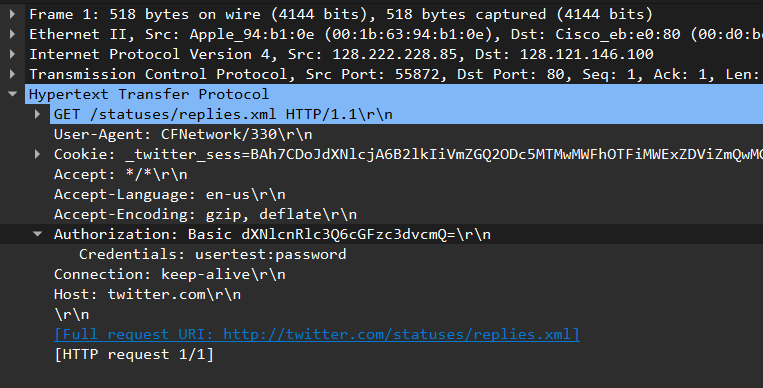 Frame 1: 518 bytes on wire (4144 bits), 518 bytes captured (4144 bits)
Ethernet II, Src: Apple_94:b1:0e (00:1b:63:94:b1:0e), Dst: Cisco_eb:e0:80 (00:d0:b
Internet Protocol Version 4, Src: 128.222.228.85, Dst: 128.121.146.100
Transmission Control Protocol, Src Port: 55872, Dst Port: 80, Seq: 1, Ack: 1, Len:
Hypertext Transfer Protocol
GET /statuses/replies.xml HTTP/1.1\r\n
User-Agent: CFNetwork/330\r\n
Cookie: _twitter_sess=BAh7CDoJdXNlcjA6B2lkIiVmZGQ2ODc5MTMwMWFhOTFiMWExZDViZmQwMG
Accept: */*\r\n
Accept-Language: en-us\r\n
Accept-Encoding: gzip, deflate\r\n
Authorization: Basic dXNlcnRlc3Q6cGFzc3dvcmQ=\r\n
Credentials: usertest:password
Connection: keep-alive\r\n
Host: twitter.com\r\n
\r\n
[Full request URI: http://twitter.com/statuses/replies.xml]
[HTTP request 1/1]